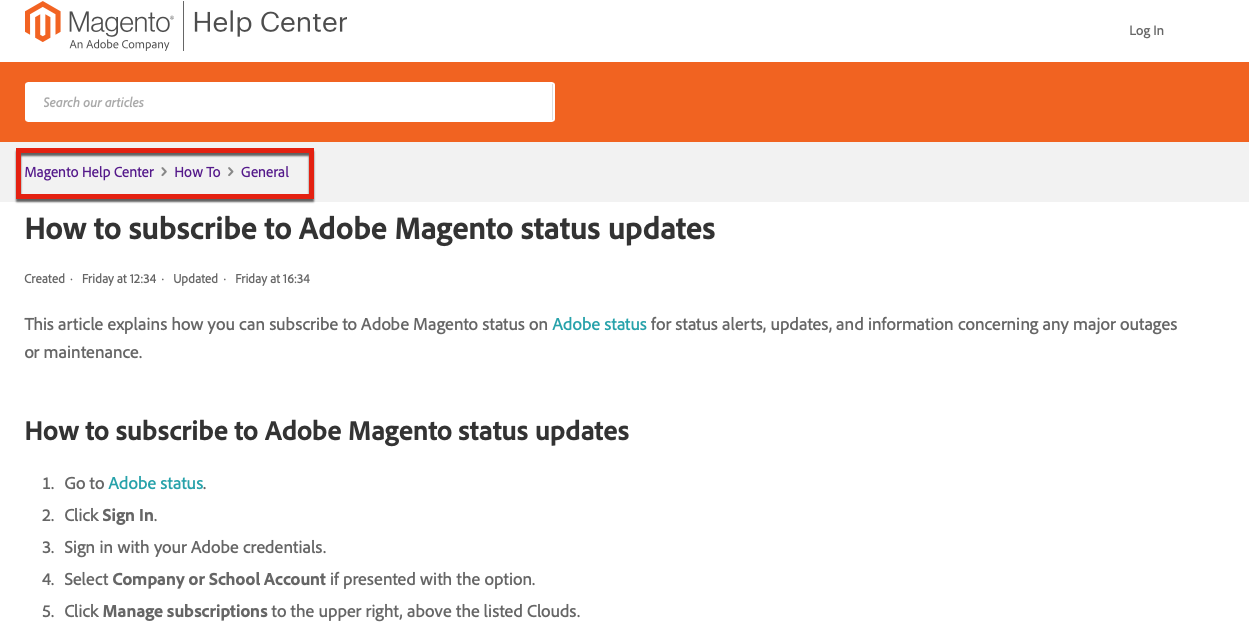 Magento® Help Center
An Adobe Company
Log In
Search our articles
Magento Help Center > How To > General
How to subscribe to Adobe Magento status updates
Created · Friday at 12:34 · Updated · Friday at 16:34
This article explains how you can subscribe to Adobe Magento status on Adobe status for status alerts, updates, and information concerning any major outages
or maintenance.
How to subscribe to Adobe Magento status updates
1. Go to Adobe status.
2. Click Sign In.
3. Sign in with your Adobe credentials.
4. Select Company or School Account if presented with the option.
5. Click Manage subscriptions to the upper right, above the listed Clouds.